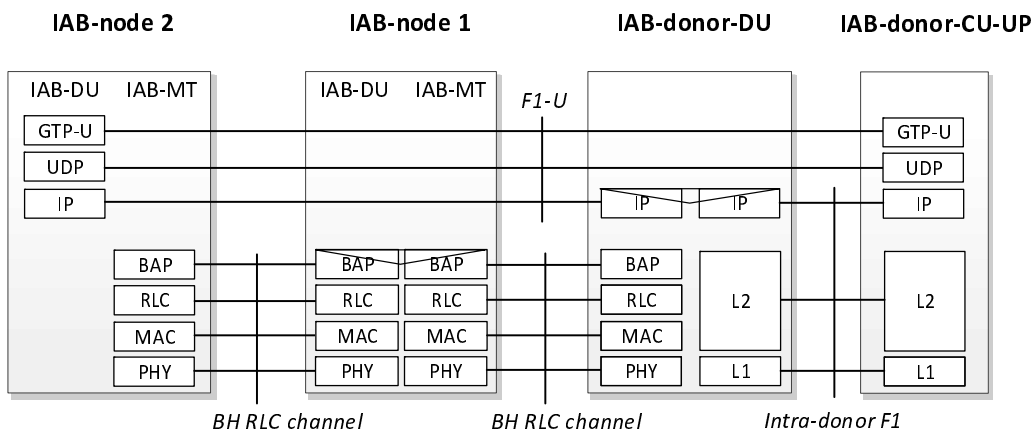 IAB-node 2 IAB-node 1 IAB-donor-DU IAB-donor-CU-UP
IAB-DU IAB-MT IAB-DU IAB-MT
F1-U
GTP-U GTP-U
UDP UDP
IP IP IP IP
BAP BAP BAP BAP
RLC RLC RLC RLC L2 L2
MAC MAC MAC MAC
PHY PHY PHY PHY L1 L1
BH RLC channel BH RLC channel Intra-donor F1